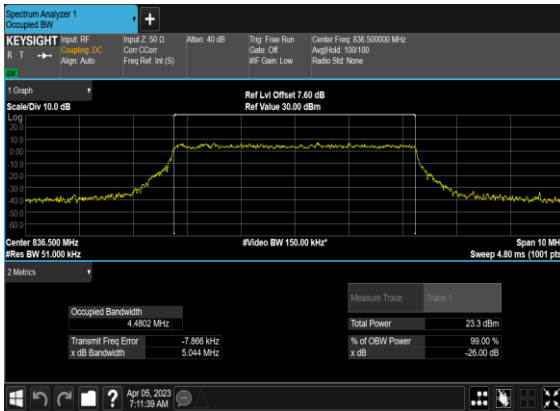 Spectrum Analyzer 1
Occupied BW
KEYSIGHT
R T
LXI
Input: RF
Coupling: DC
Align: Auto
Input Z: 50 Ω
Corr CCorr
Freq Ref: Int (S)
Atten: 40 dB
Trig: Free Run
Gate: Off
#IF Gain: Low
Center Freq: 836.500000 MHz
Avg|Hold: 100/100
Radio Std: None
1 Graph
Scale/Div 10.0 dB
Ref Lvl Offset 7.60 dB
Ref Value 30.00 dBm
Log
20.0
10.0
0.00
-10.0
-20.0
-30.0
-40.0
-50.0
-60.0
Center 836.500 MHz
#Res BW 51.000 kHz
#Video BW 150.00 kHz*
Span 10 MH
Sweep 4.80 ms (1001 pts
2 Metrics
Measure Trace
Trace 1
Occupied Bandwidth
4.4802 MHz
Total Power
23.3 dBm
Transmit Freq Error
-7.866 kHz
% of OBW Power
99.00 %
x dB Bandwidth
5.044 MHz
x dB
-26.00 dB
Apr 05, 2023
7:11:39 AM